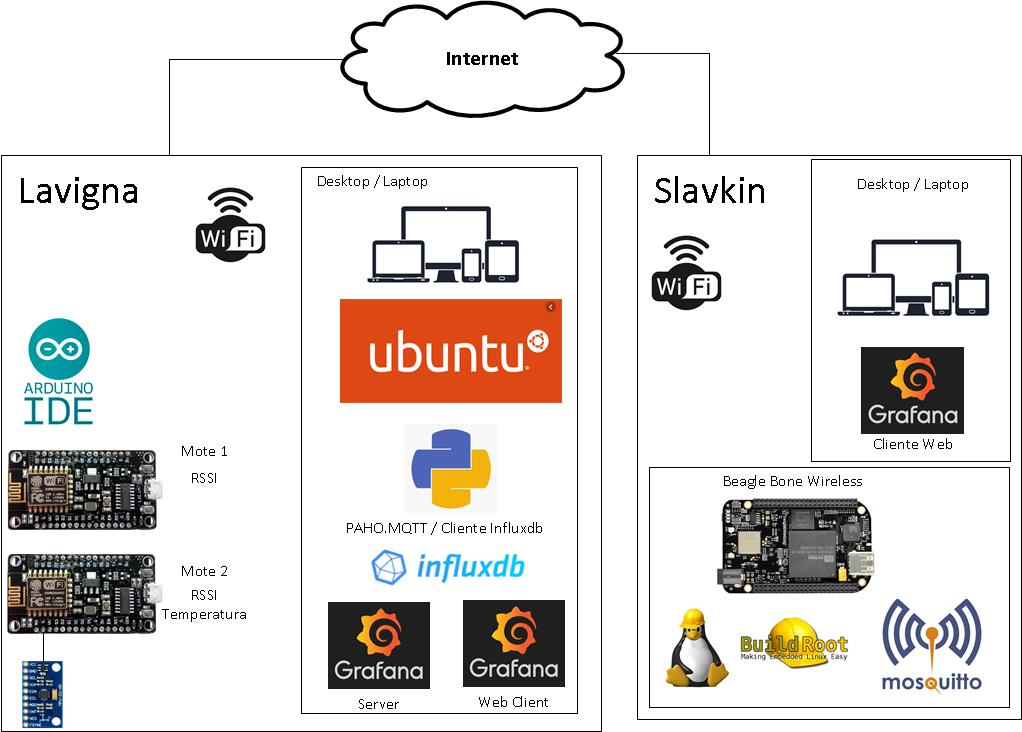 Internet
Lavigna
Wi Fi
Desktop / Laptop
ubuntu
ARDUINO
IDE
Mote 1
RSSI
PAHO.MQTT / Cliente Influxdb
influxdb
Mote 2
RSSI
Temperatura
Grafana
Server
Grafana
Web Client
Slavkin
Wi Fi
Desktop / Laptop
Grafana
Cliente Web
Beagle Bone Wireless
BuildRoot
Making Embedded Linux Easy
mosquitto